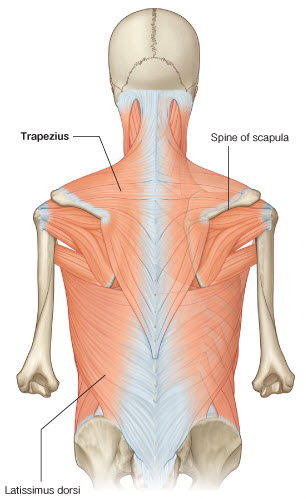 Trapezius
Spine of scapula
Latissimus dorsi